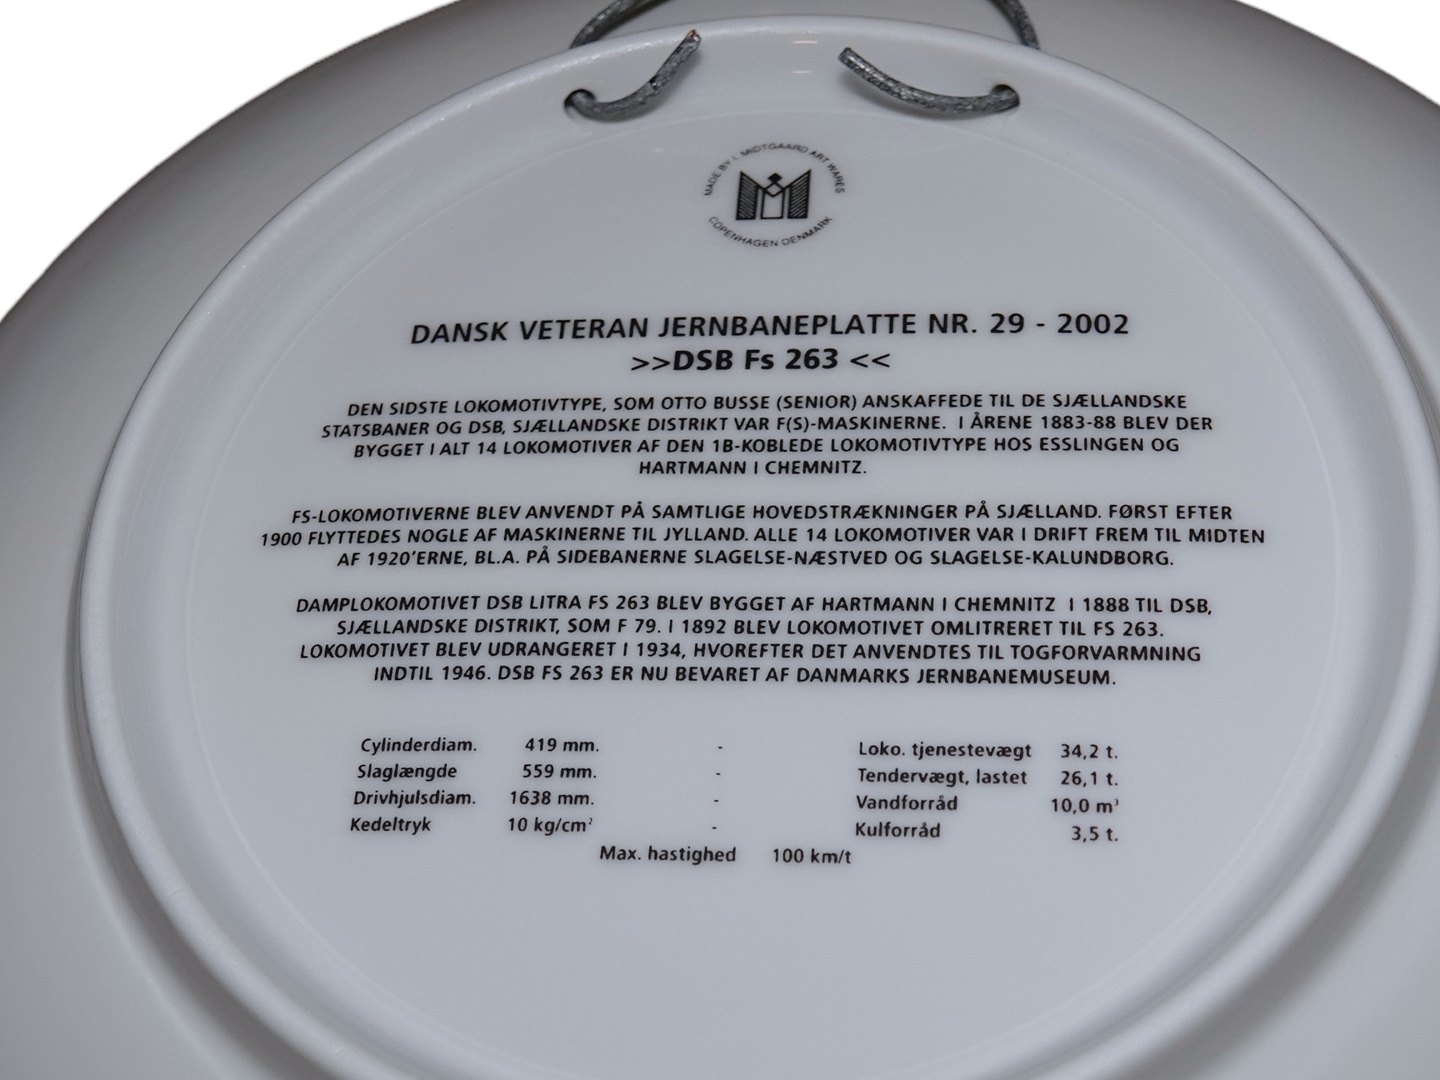 MADE BY I. MIDTGAARD ART WARES
COPENHAGEN DENMARK
DANSK VETERAN JERNBANEPLATTE NR. 29 - 2002
>>DSB Fs 263 <<
DEN SIDSTE LOKOMOTIVTYPE, SOM OTTO BUSSE (SENIOR) ANSKAFFEDE TIL DE SJÆLLANDSKE
STATSBANER OG DSB, SJÆLLANDSKE DISTRIKT VAR F(S)-MASKINERNE. I ÅRENE 1883-88 BLEV DER
BYGGET I ALT 14 LOKOMOTIVER AF DEN 1B-KOBLEDE LOKOMOTIVTYPE HOS ESSLINGEN OG
HARTMANN I CHEMNITZ.
FS-LOKOMOTIVERNE BLEV ANVENDT PÅ SAMTLIGE HOVEDSTRÆKNINGER PÅ SJÆLLAND. FØRST EFTER
1900 FLYTTEDES NOGLE AF MASKINERNE TIL JYLLAND. ALLE 14 LOKOMOTIVER VAR I DRIFT FREM TIL MIDTEN
AF 1920'ERNE, BL.A. PÅ SIDEBANERNE SLAGELSE-NÆSTVED OG SLAGELSE-KALUNDBORG.
DAMPLOKOMOTIVET DSB LITRA FS 263 BLEV BYGGET AF HARTMANN I CHEMNITZ I 1888 TIL DSB,
SJÆLLANDSKE DISTRIKT, SOM F 79. I 1892 BLEV LOKOMOTIVET OMLITRERET TIL FS 263.
LOKOMOTIVET BLEV UDRANGERET I 1934, HVOREFTER DET ANVENDTES TIL TOGFORVARMNING
INDTIL 1946. DSB FS 263 ER NU BEVARET AF DANMARKS JERNBANEMUSEUM.
Cylinderdiam. 419 mm. - Loko. tjenestevægt 34,2 t.
Slaglængde 559 mm. - Tendervægt, lastet 26,1 t.
Drivhjulsdiam. 1638 mm. - Vandforråd 10,0 m³
Kedeltryk 10 kg/cm² - Kulforråd 3,5 t.
Max. hastighed 100 km/t